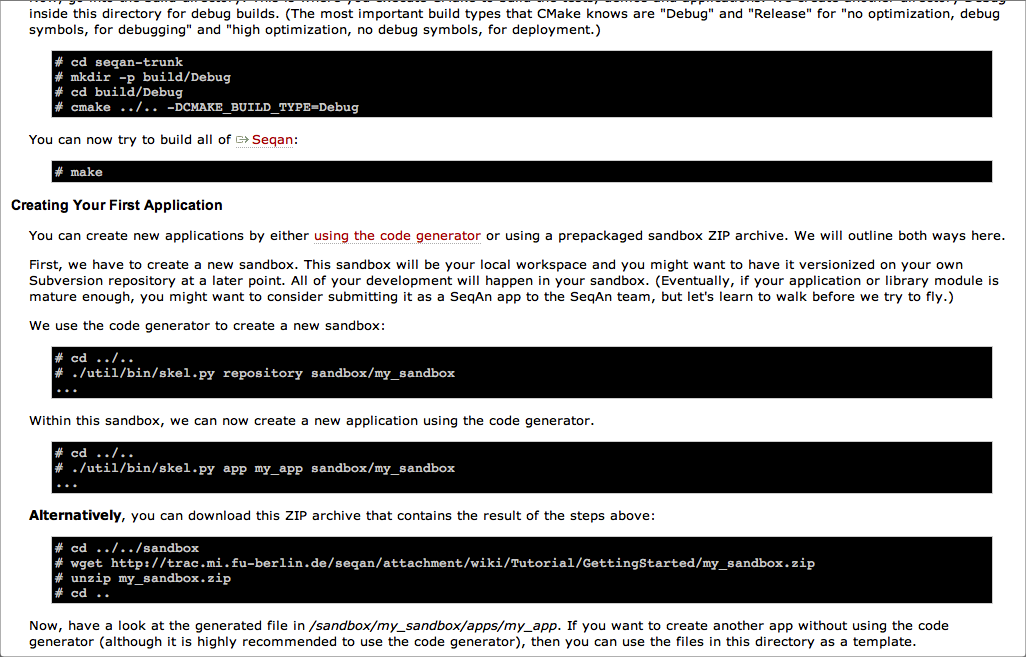 inside this directory for debug builds. (The most important build types that CMake knows are "Debug" and "Release" for "no optimization, debug
symbols, for debugging" and "high optimization, no debug symbols, for deployment.)
# cd seqan-trunk
# mkdir -p build/Debug
# cd build/Debug
# cmake ../.. -DCMAKE_BUILD_TYPE=Debug
You can now try to build all of Seqan:
# make
Creating Your First Application
You can create new applications by either using the code generator or using a prepackaged sandbox ZIP archive. We will outline both ways here.
First, we have to create a new sandbox. This sandbox will be your local workspace and you might want to have it versionized on your own
Subversion repository at a later point. All of your development will happen in your sandbox. (Eventually, if your application or library module is
mature enough, you might want to consider submitting it as a SeqAn app to the SeqAn team, but let's learn to walk before we try to fly.)
We use the code generator to create a new sandbox:
# cd ../..
# ./util/bin/skel.py repository sandbox/my_sandbox
...
Within this sandbox, we can now create a new application using the code generator.
# cd ../..
# ./util/bin/skel.py app my_app sandbox/my_sandbox
...
Alternatively, you can download this ZIP archive that contains the result of the steps above:
# cd ../../sandbox
# wget http://trac.mi.fu-berlin.de/seqan/attachment/wiki/Tutorial/GettingStarted/my_sandbox.zip
# unzip my_sandbox.zip
# cd ..
Now, have a look at the generated file in /sandbox/my_sandbox/apps/my_app. If you want to create another app without using the code
generator (although it is highly recommended to use the code generator), then you can use the files in this directory as a template.